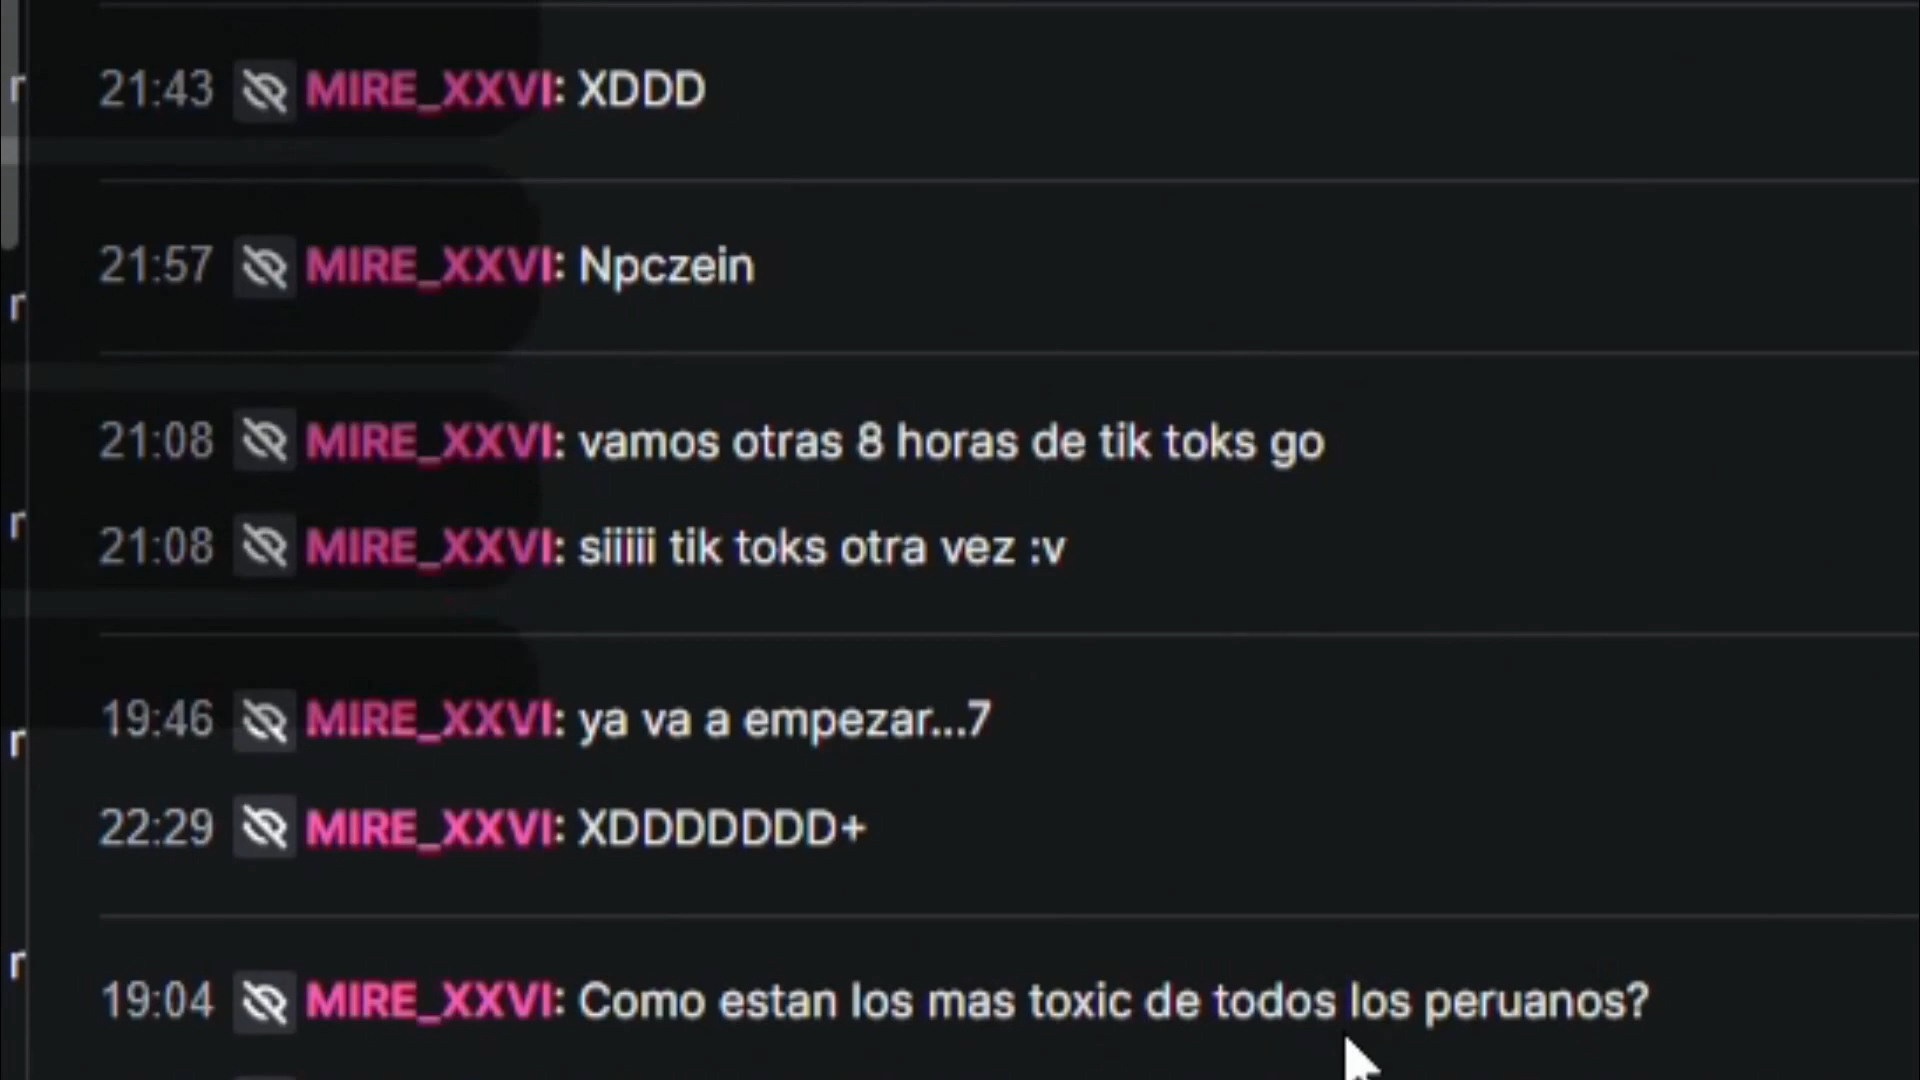 21:43 MIRE_XXVI: XDDD
21:57 MIRE_XXVI: Npczein
21:08 MIRE_XXVI: vamos otras 8 horas de tik toks go
21:08 MIRE_XXVI: siiiii tik toks otra vez :v
19:46 MIRE_XXVI: ya va a empezar...7
22:29 MIRE_XXVI: XDDDDDDD+
19:04 MIRE_XXVI: Como estan los mas toxic de todos los peruanos?